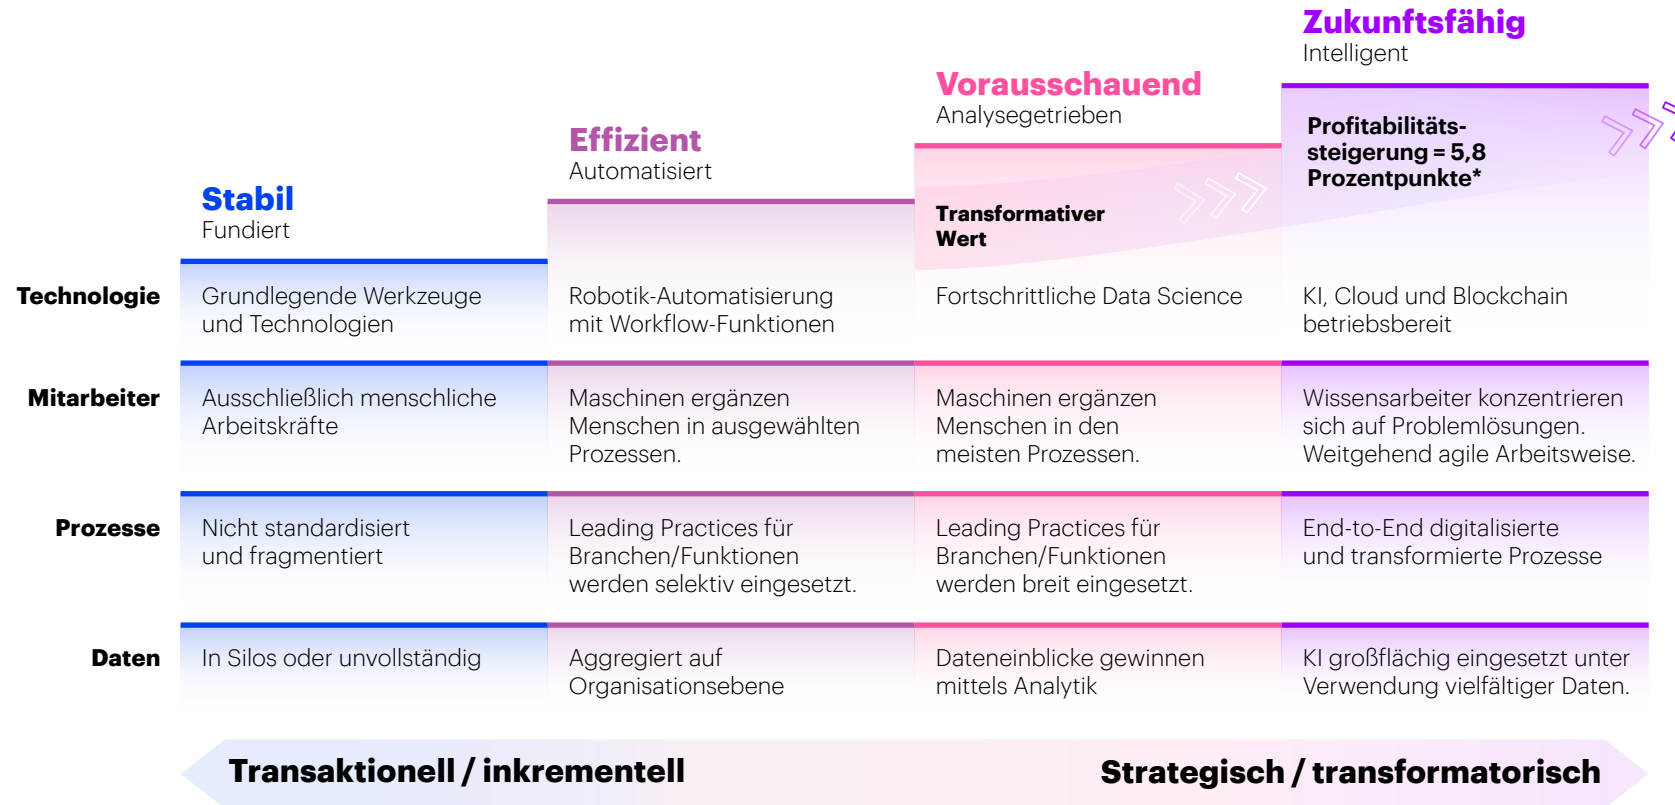 Zukunftsfähig
Intelligent
Vorausschauend
Analysegetrieben
Effizient
Automatisiert
Stabil
Fundiert
Profitabilitäts-
steigerung = 5,8
Prozentpunkte*
Transformativer
Wert
Technologie
Grundlegende Werkzeuge
und Technologien
Robotik-Automatisierung
mit Workflow-Funktionen
Fortschrittliche Data Science
KI, Cloud und Blockchain
betriebsbereit
Mitarbeiter
Ausschließlich menschliche
Arbeitskräfte
Maschinen ergänzen
Menschen in ausgewählten
Prozessen.
Maschinen ergänzen
Menschen in den
meisten Prozessen.
Wissensarbeiter konzentrieren
sich auf Problemlösungen.
Weitgehend agile Arbeitsweise.
Prozesse
Nicht standardisiert
und fragmentiert
Leading Practices für
Branchen/Funktionen
werden selektiv eingesetzt.
Leading Practices für
Branchen/Funktionen
werden breit eingesetzt.
End-to-End digitalisierte
und transformierte Prozesse
Daten
In Silos oder unvollständig
Aggregiert auf
Organisationsebene
Dateneinblicke gewinnen
mittels Analytik
KI großflächig eingesetzt unter
Verwendung vielfältiger Daten.
Transaktionell / inkrementell
Strategisch / transformatorisch